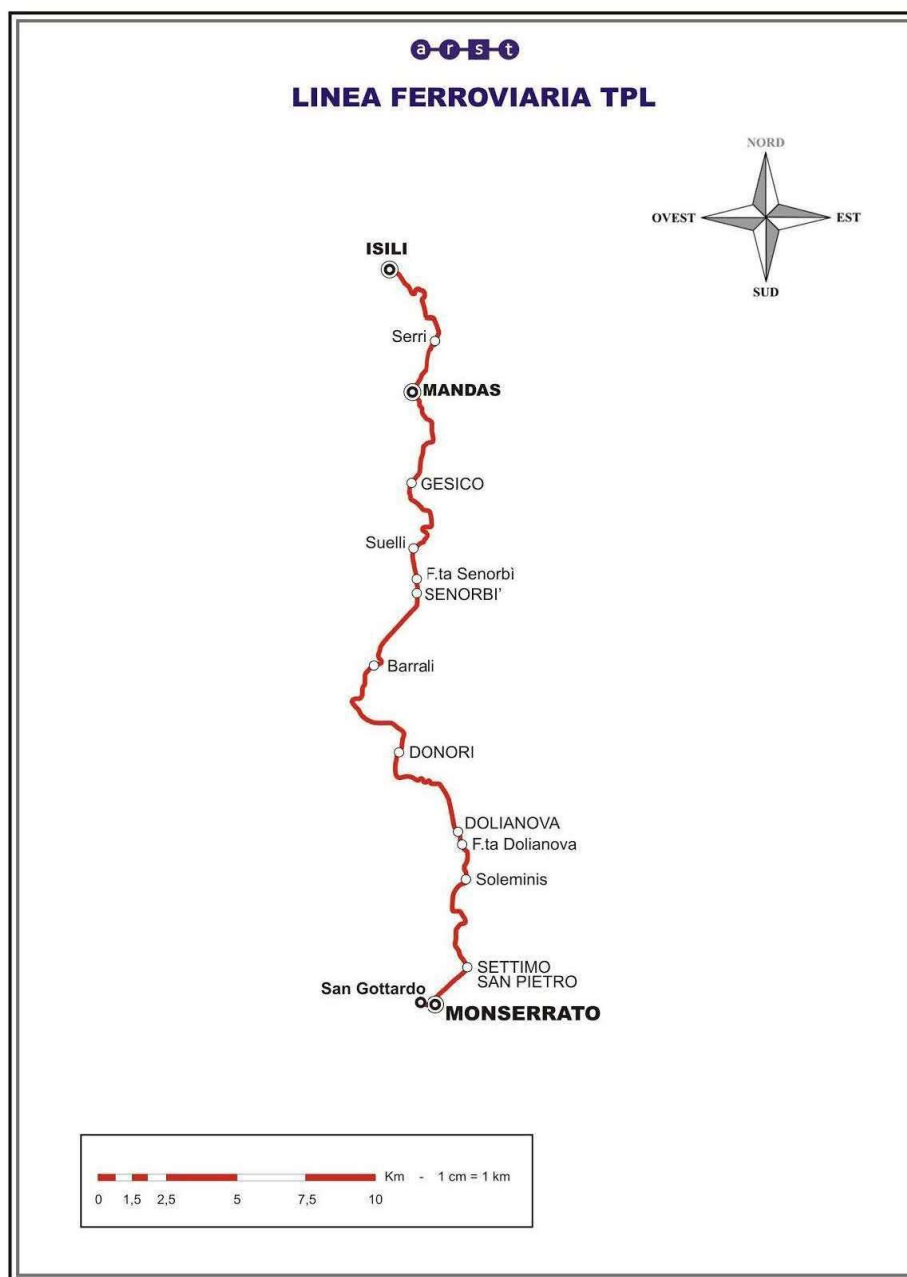 arst
LINEA FERROVIARIA TPL
NORD
OVEST
EST
SUD
ISILI
Serri
MANDAS
GESICO
Suelli
F.ta Senorbì
SENORBI'
Barrali
DONORI
DOLIANOVA
F.ta Dolianova
Soleminis
SETTIMO
SAN PIETRO
San Gottardo
MONSERRATO
Km - 1 cm = 1 km
0 1,5 2,5 5 7,5 10